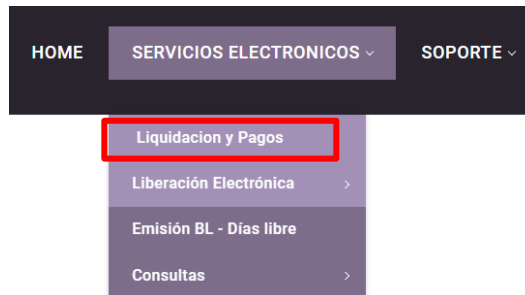 HOME SERVICIOS ELECTRONICOS SOPORTE
Liquidacion y Pagos
Liberación Electrónica
Emisión BL - Días libre
Consultas